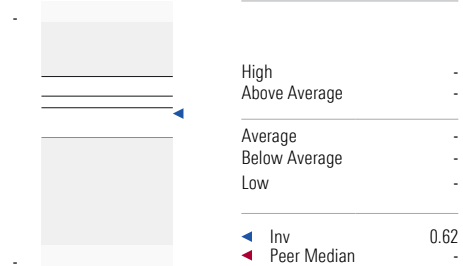 -
High -
Above Average -
Average -
Below Average -
Low -
Inv 0.62
Peer Median -
-